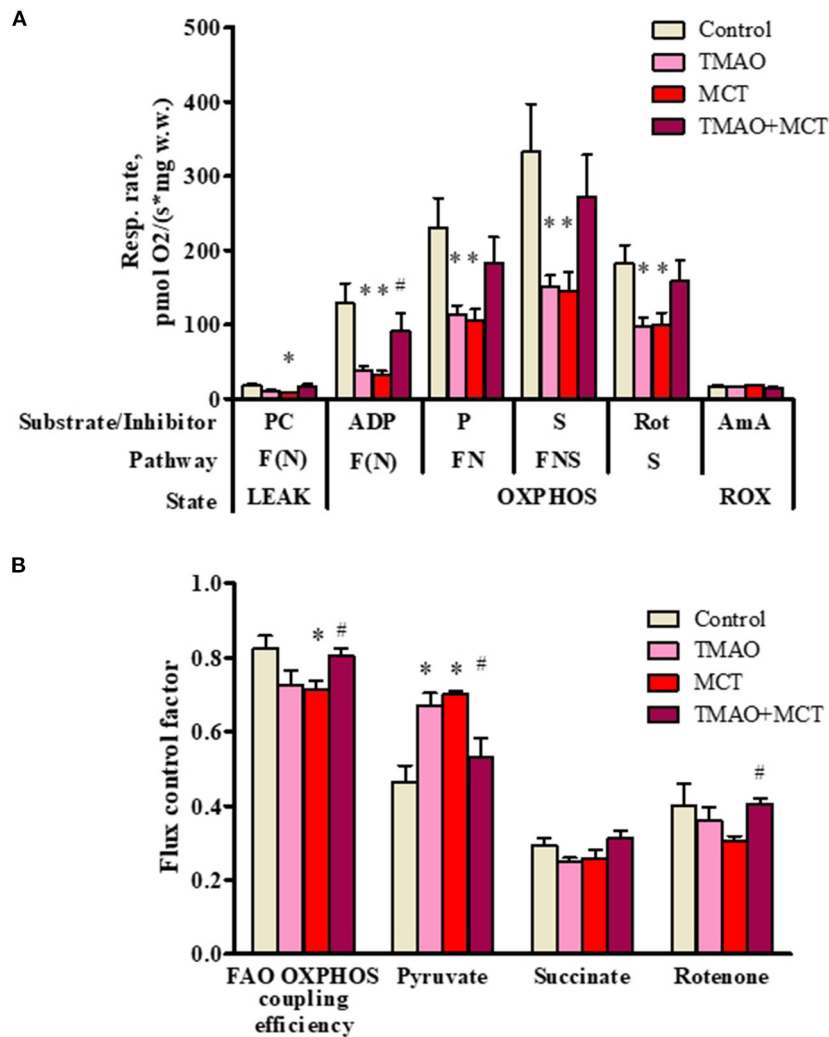 A
500
400
300
200
100
0
Resp. rate,
pmol O2/(s*mg w.w.)
Control
TMAO
MCT
TMAO+MCT
*
* * #
* *
* *
* *
Substrate/Inhibitor PC ADP P S Rot AmA
Pathway F(N) F(N) FN FNS S
State LEAK OXPHOS ROX
B
1.0
0.8
0.6
0.4
0.2
0.0
Flux control factor
Control
TMAO
MCT
TMAO+MCT
* #
* * #
#
FAO OXPHOS
coupling
efficiency
Pyruvate
Succinate
Rotenone